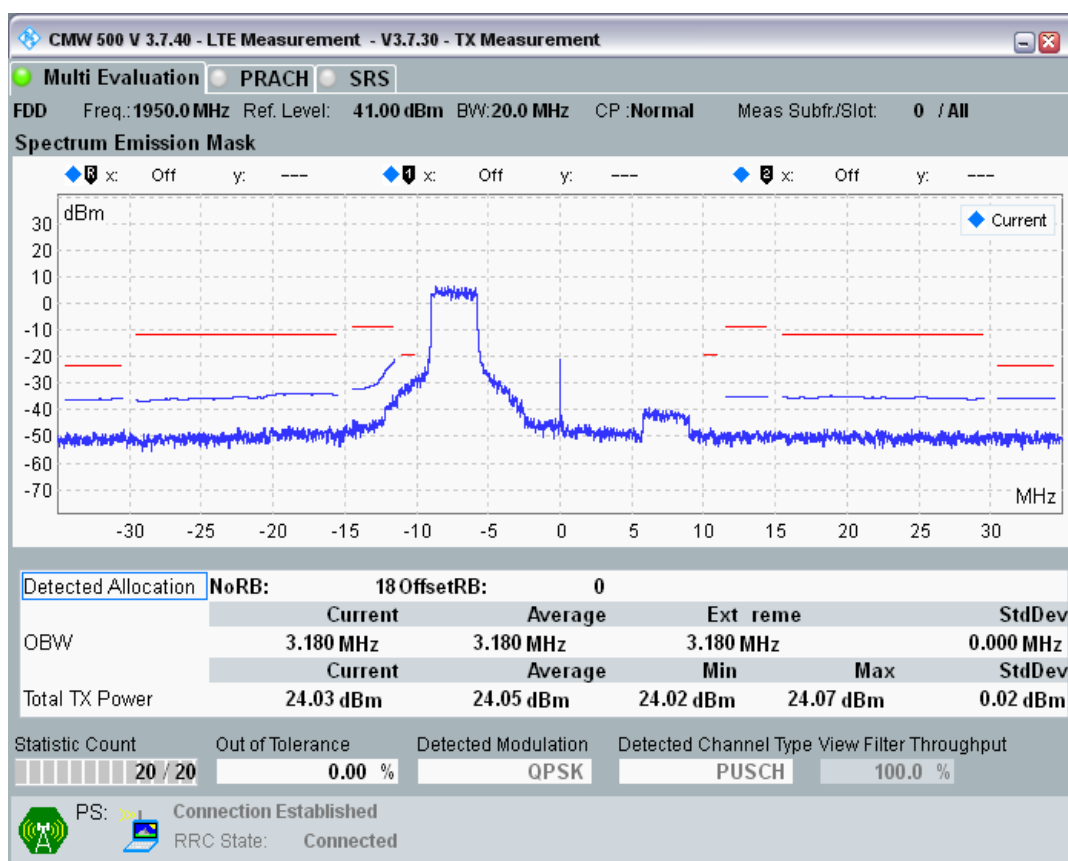 CMW 500 V 3.7.40 - LTE Measurement - V3.7.30 - TX Measurement
Multi Evaluation PRACH SRS
FDD Freq.: 1950.0 MHz Ref. Level: 41.00 dBm BW: 20.0 MHz CP : Normal Meas Subfr./Slot: 0 / All
Spectrum Emission Mask
R x: Off y: --- 1 x: Off y: --- 2 x: Off y: ---
dBm
Current
30
20
10
0
-10
-20
-30
-40
-50
-60
-70
MHz
-30 -25 -20 -15 -10 -5 0 5 10 15 20 25 30
Detected Allocation NoRB: 18 OffsetRB: 0
Current Average Ext reme StdDev
OBW 3.180 MHz 3.180 MHz 3.180 MHz 0.000 MHz
Current Average Min Max StdDev
Total TX Power 24.03 dBm 24.05 dBm 24.02 dBm 24.07 dBm 0.02 dBm
Statistic Count Out of Tolerance Detected Modulation Detected Channel Type View Filter Throughput
20 / 20 0.00 % QPSK PUSCH 100.0 %
PS: Connection Established
RRC State: Connected